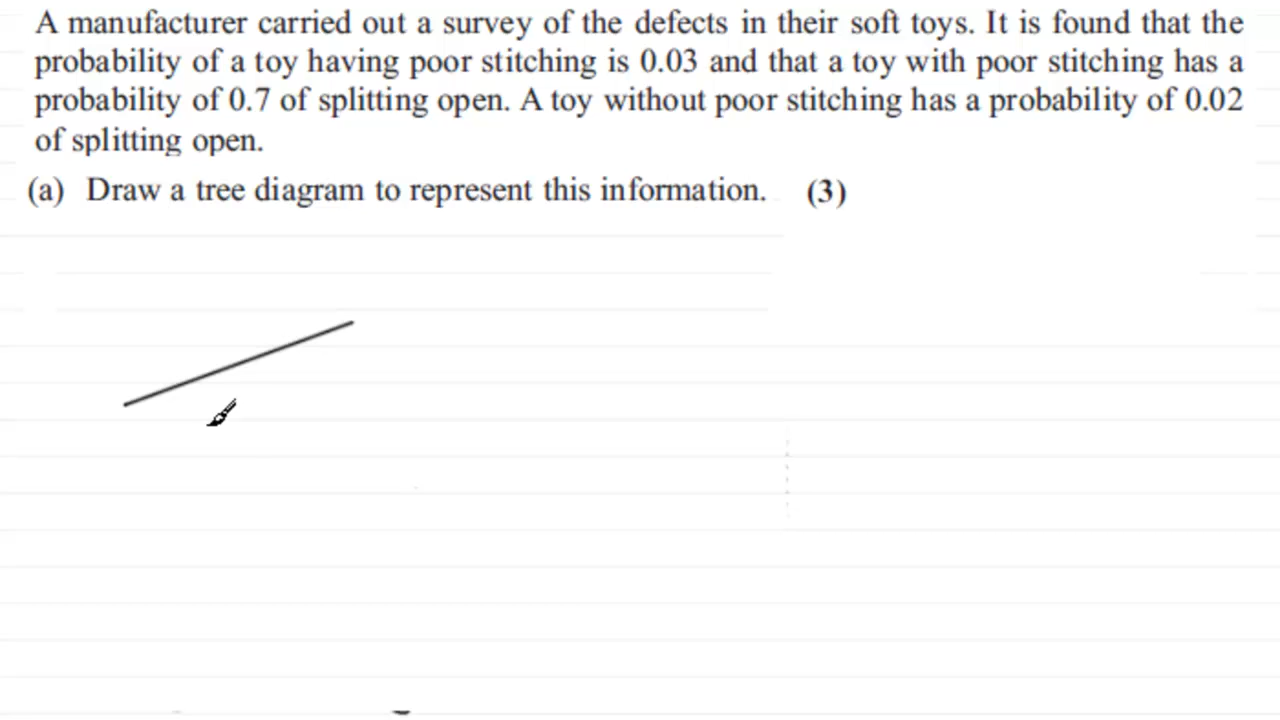 A manufacturer carried out a survey of the defects in their soft toys. It is found that the
probability of a toy having poor stitching is 0.03 and that a toy with poor stitching has a
probability of 0.7 of splitting open. A toy without poor stitching has a probability of 0.02
of splitting open.
(a) Draw a tree diagram to represent this information. (3)